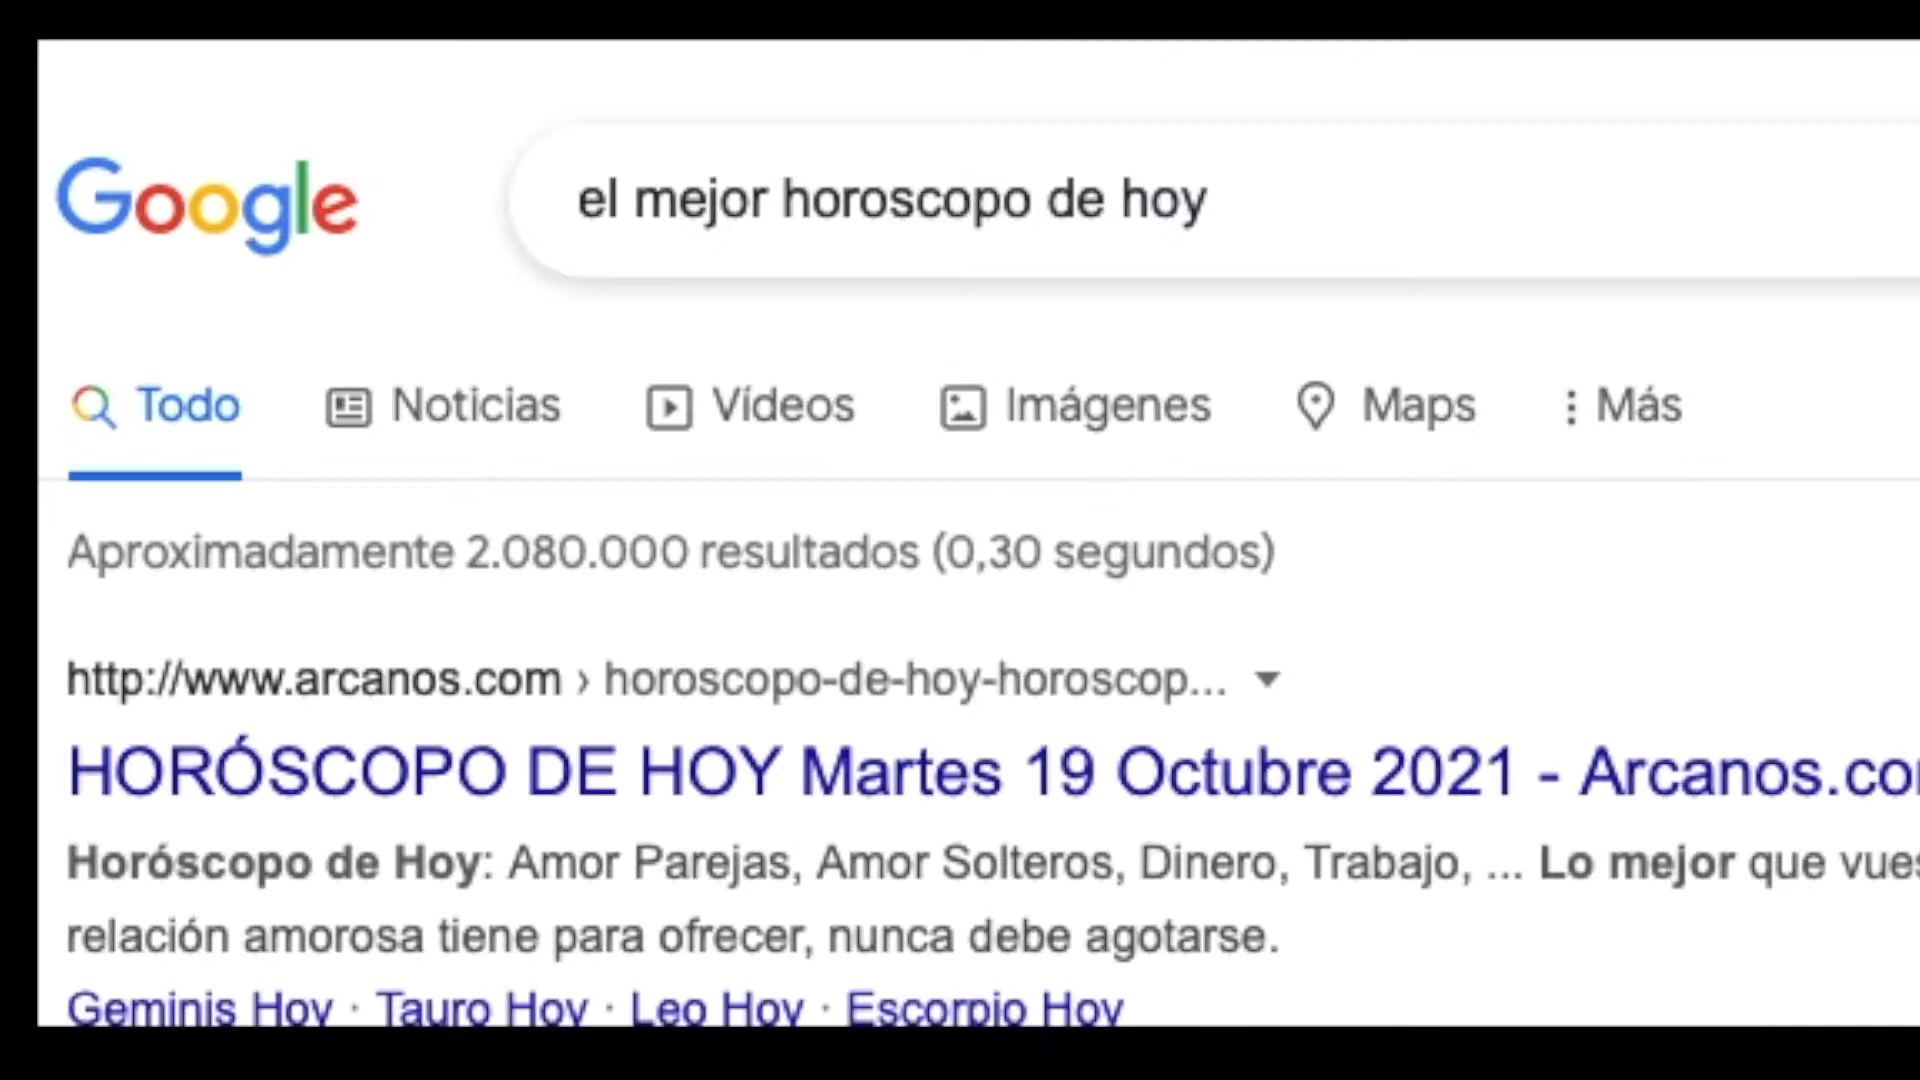 Google
el mejor horoscopo de hoy
Todo Noticias Vídeos Imágenes Maps Más
Aproximadamente 2.080.000 resultados (0,30 segundos)
http://www.arcanos.com › horoscopo-de-hoy-horoscop...
HORÓSCOPO DE HOY Martes 19 Octubre 2021 - Arcanos.co
Horóscopo de Hoy: Amor Parejas, Amor Solteros, Dinero, Trabajo, ... Lo mejor que vues
relación amorosa tiene para ofrecer, nunca debe agotarse.
Geminis Hoy · Tauro Hoy · Leo Hoy · Escorpio Hoy